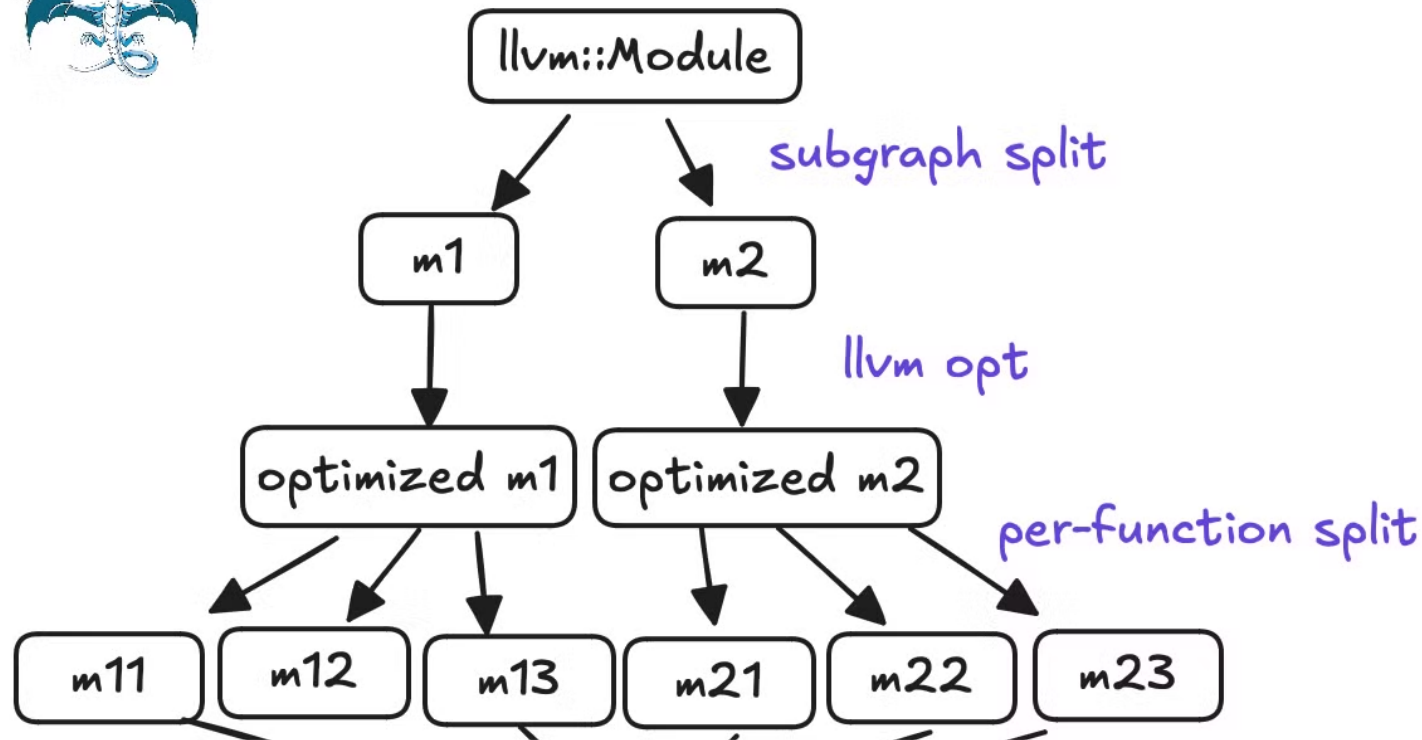 llvm::Module
subgraph split
m1
m2
llvm opt
optimized m1
optimized m2
per-function split
m11
m12
m13
m21
m22
m23